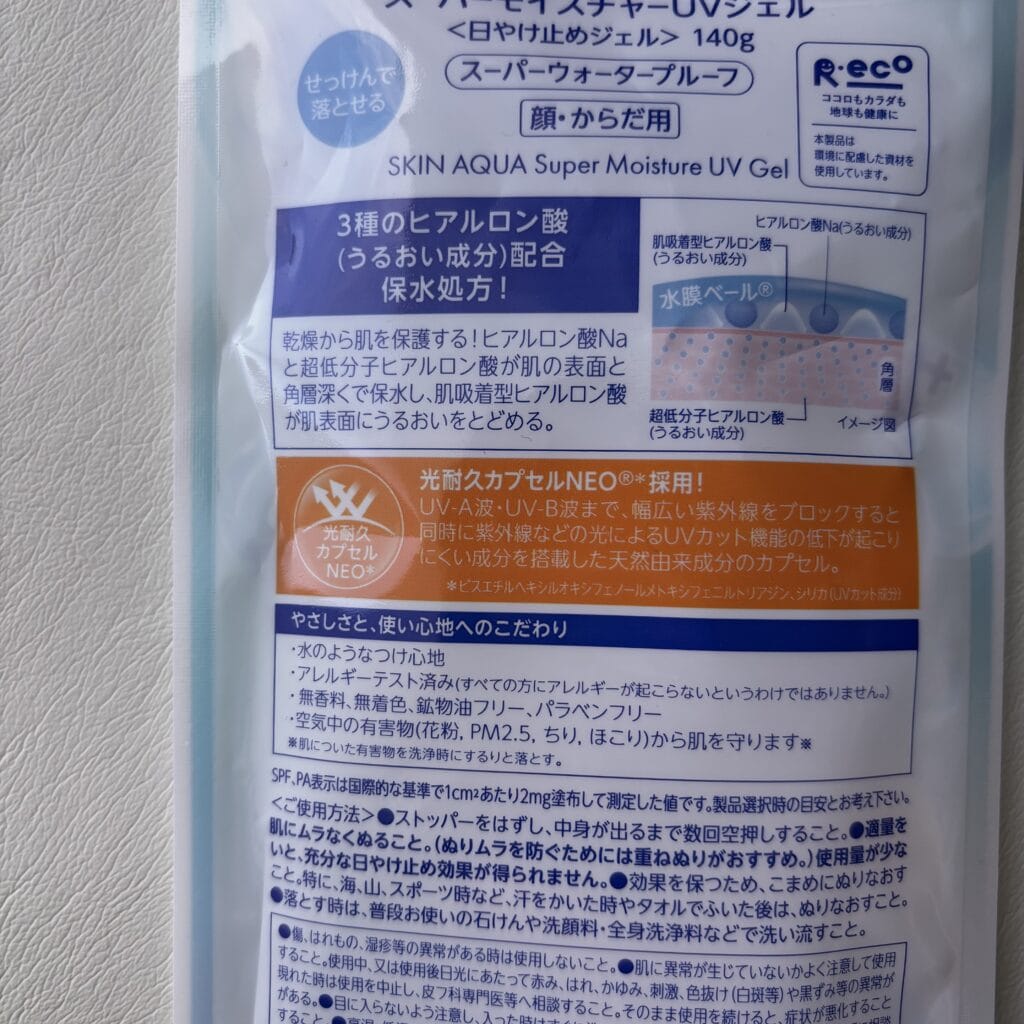 スーパーモイスチャーUVジェル
<日やけ止めジェル> 140g
せっけんで
落とせる
スーパーウォータープルーフ
顔・からだ用
SKIN AQUA Super Moisture UV Gel
R・eco
ココロもカラダも
地球も健康に
本製品は
環境に配慮した資材を
使用しています。
3種のヒアルロン酸
(うるおい成分)配合
保水処方!
乾燥から肌を保護する!ヒアルロン酸Na
と超低分子ヒアルロン酸が肌の表面と
角層深くで保水し、肌吸着型ヒアルロン酸
が肌表面にうるおいをとどめる。
ヒアルロン酸Na(うるおい成分)
肌吸着型ヒアルロン酸
(うるおい成分)
水膜ベール®
角層
超低分子ヒアルロン酸
(うるおい成分)
イメージ図
光耐久
カプセル
NEO*
光耐久カプセルNEO®*採用!
UV-A波・UV-B波まで、幅広い紫外線をブロックすると
同時に紫外線などの光によるUVカット機能の低下が起こり
にくい成分を搭載した天然由来成分のカプセル。
*ビスエチルヘキシルオキシフェノールメトキシフェニルトリアジン、シリカ(UVカット成分)
やさしさと、使い心地へのこだわり
・水のようなつけ心地
・アレルギーテスト済み(すべての方にアレルギーが起こらないというわけではありません。)
・無香料、無着色、鉱物油フリー、パラベンフリー
・空気中の有害物(花粉, PM2.5, ちり, ほこり)から肌を守ります※
※肌についた有害物を洗浄時にするりと落とす。
SPF、PA表示は国際的な基準で1cm²あたり2mg塗布して測定した値です。製品選択時の目安とお考え下さい。
<ご使用方法>●ストッパーをはずし、中身が出るまで数回空押しすること。●適量を
肌にムラなくぬること。(ぬりムラを防ぐためには重ねぬりがおすすめ。)使用量が少な
いと、充分な日やけ止め効果が得られません。●効果を保つため、こまめにぬりなおす
こと。特に、海、山、スポーツ時など、汗をかいた時やタオルでふいた後は、ぬりなおすこと。
●落とす時は、普段お使いの石けんや洗顔料・全身洗浄料などで洗い流すこと。
●傷、はれもの、湿疹等の異常がある時は使用しないこと。●肌に異常が生じていないかよく注意して使用
すること。使用中、又は使用後日光にあたって赤み、はれ、かゆみ、刺激、色抜け(白斑等)や黒ずみ等の異常が
現れた時は使用を中止し、皮フ科専門医等へ相談すること。そのまま使用を続けると、症状が悪化すること
がある。●目に入らないよう注意し、入った時はすぐに
すること。